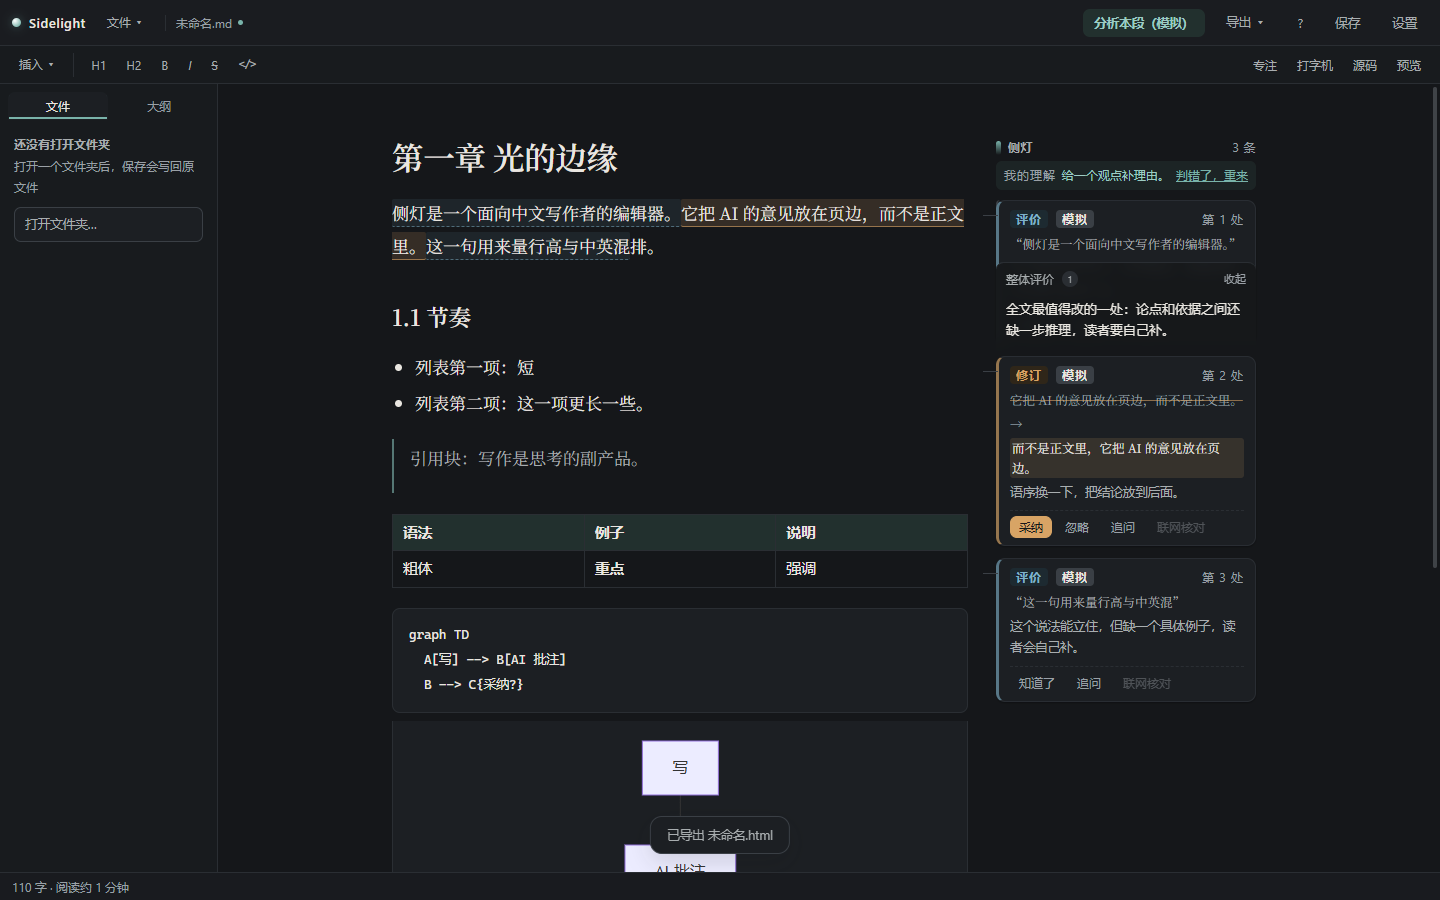 Sidelight 文件 未命名.md 分析本段（模拟） 导出 ? 保存 设置
插入 H1 H2 B I S </> 专注 打字机 源码 预览
文件 大纲
还没有打开文件夹
打开一个文件夹后，保存会写回原
文件
打开文件夹...
第一章 光的边缘
侧灯是一个面向中文写作者的编辑器。它把 AI 的意见放在页边，而不是正文
里。这一句用来量行高与中英混排。
1.1 节奏
列表第一项：短
列表第二项：这一项更长一些。
引用块：写作是思考的副产品。
语法 例子 说明
粗体 重点 强调
graph TD
A[写] --> B[AI 批注]
B --> C{采纳?}
写
AI 批注
已导出 未命名.html
侧灯 3 条
我的理解 给一个观点补理由。 判错了，重来
评价 模拟 第 1 处
“侧灯是一个面向中文写作者的编辑器。”
整体评价 1 收起
全文最值得改的一处：论点和依据之间还
缺一步推理，读者要自己补。
修订 模拟 第 2 处
它把 AI 的意见放在页边，而不是正文里。
→
而不是正文里，它把 AI 的意见放在页
边。
语序换一下，把结论放到后面。
采纳 忽略 追问 联网核对
评价 模拟 第 3 处
“这一句用来量行高与中英混”
这个说法能立住，但缺一个具体例子，读
者会自己补。
知道了 追问 联网核对
110 字 · 阅读约 1 分钟